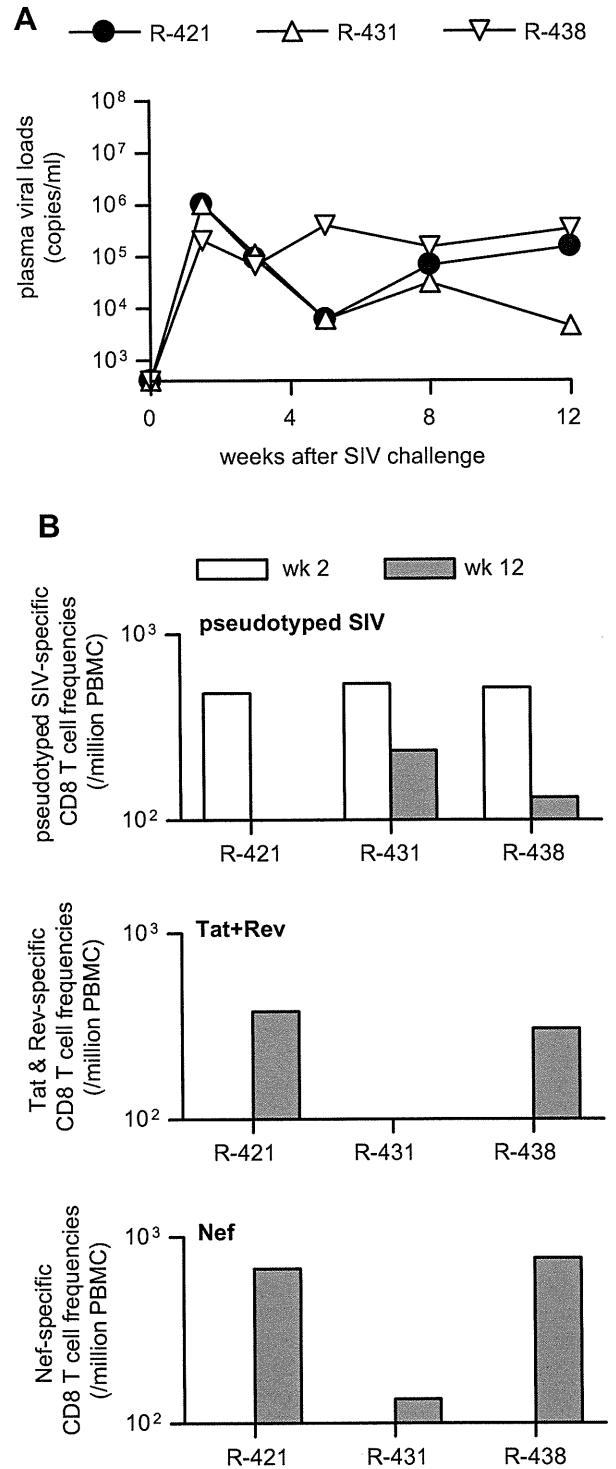 A
R-421 R-431 R-438
plasma viral loads
(copies/ml)
10⁸
10⁷
10⁶
10⁵
10⁴
10³
0 4 8 12
weeks after SIV challenge
B
wk 2 wk 12
pseudotyped SIV-specific
CD8 T cell frequencies
(/million PBMC)
pseudotyped SIV
10³
10²
R-421 R-431 R-438
Tat & Rev-specific
CD8 T cell frequencies
(/million PBMC)
Tat+Rev
10³
10²
R-421 R-431 R-438
Nef-specific
CD8 T cell frequencies
(/million PBMC)
Nef
10³
10²
R-421 R-431 R-438